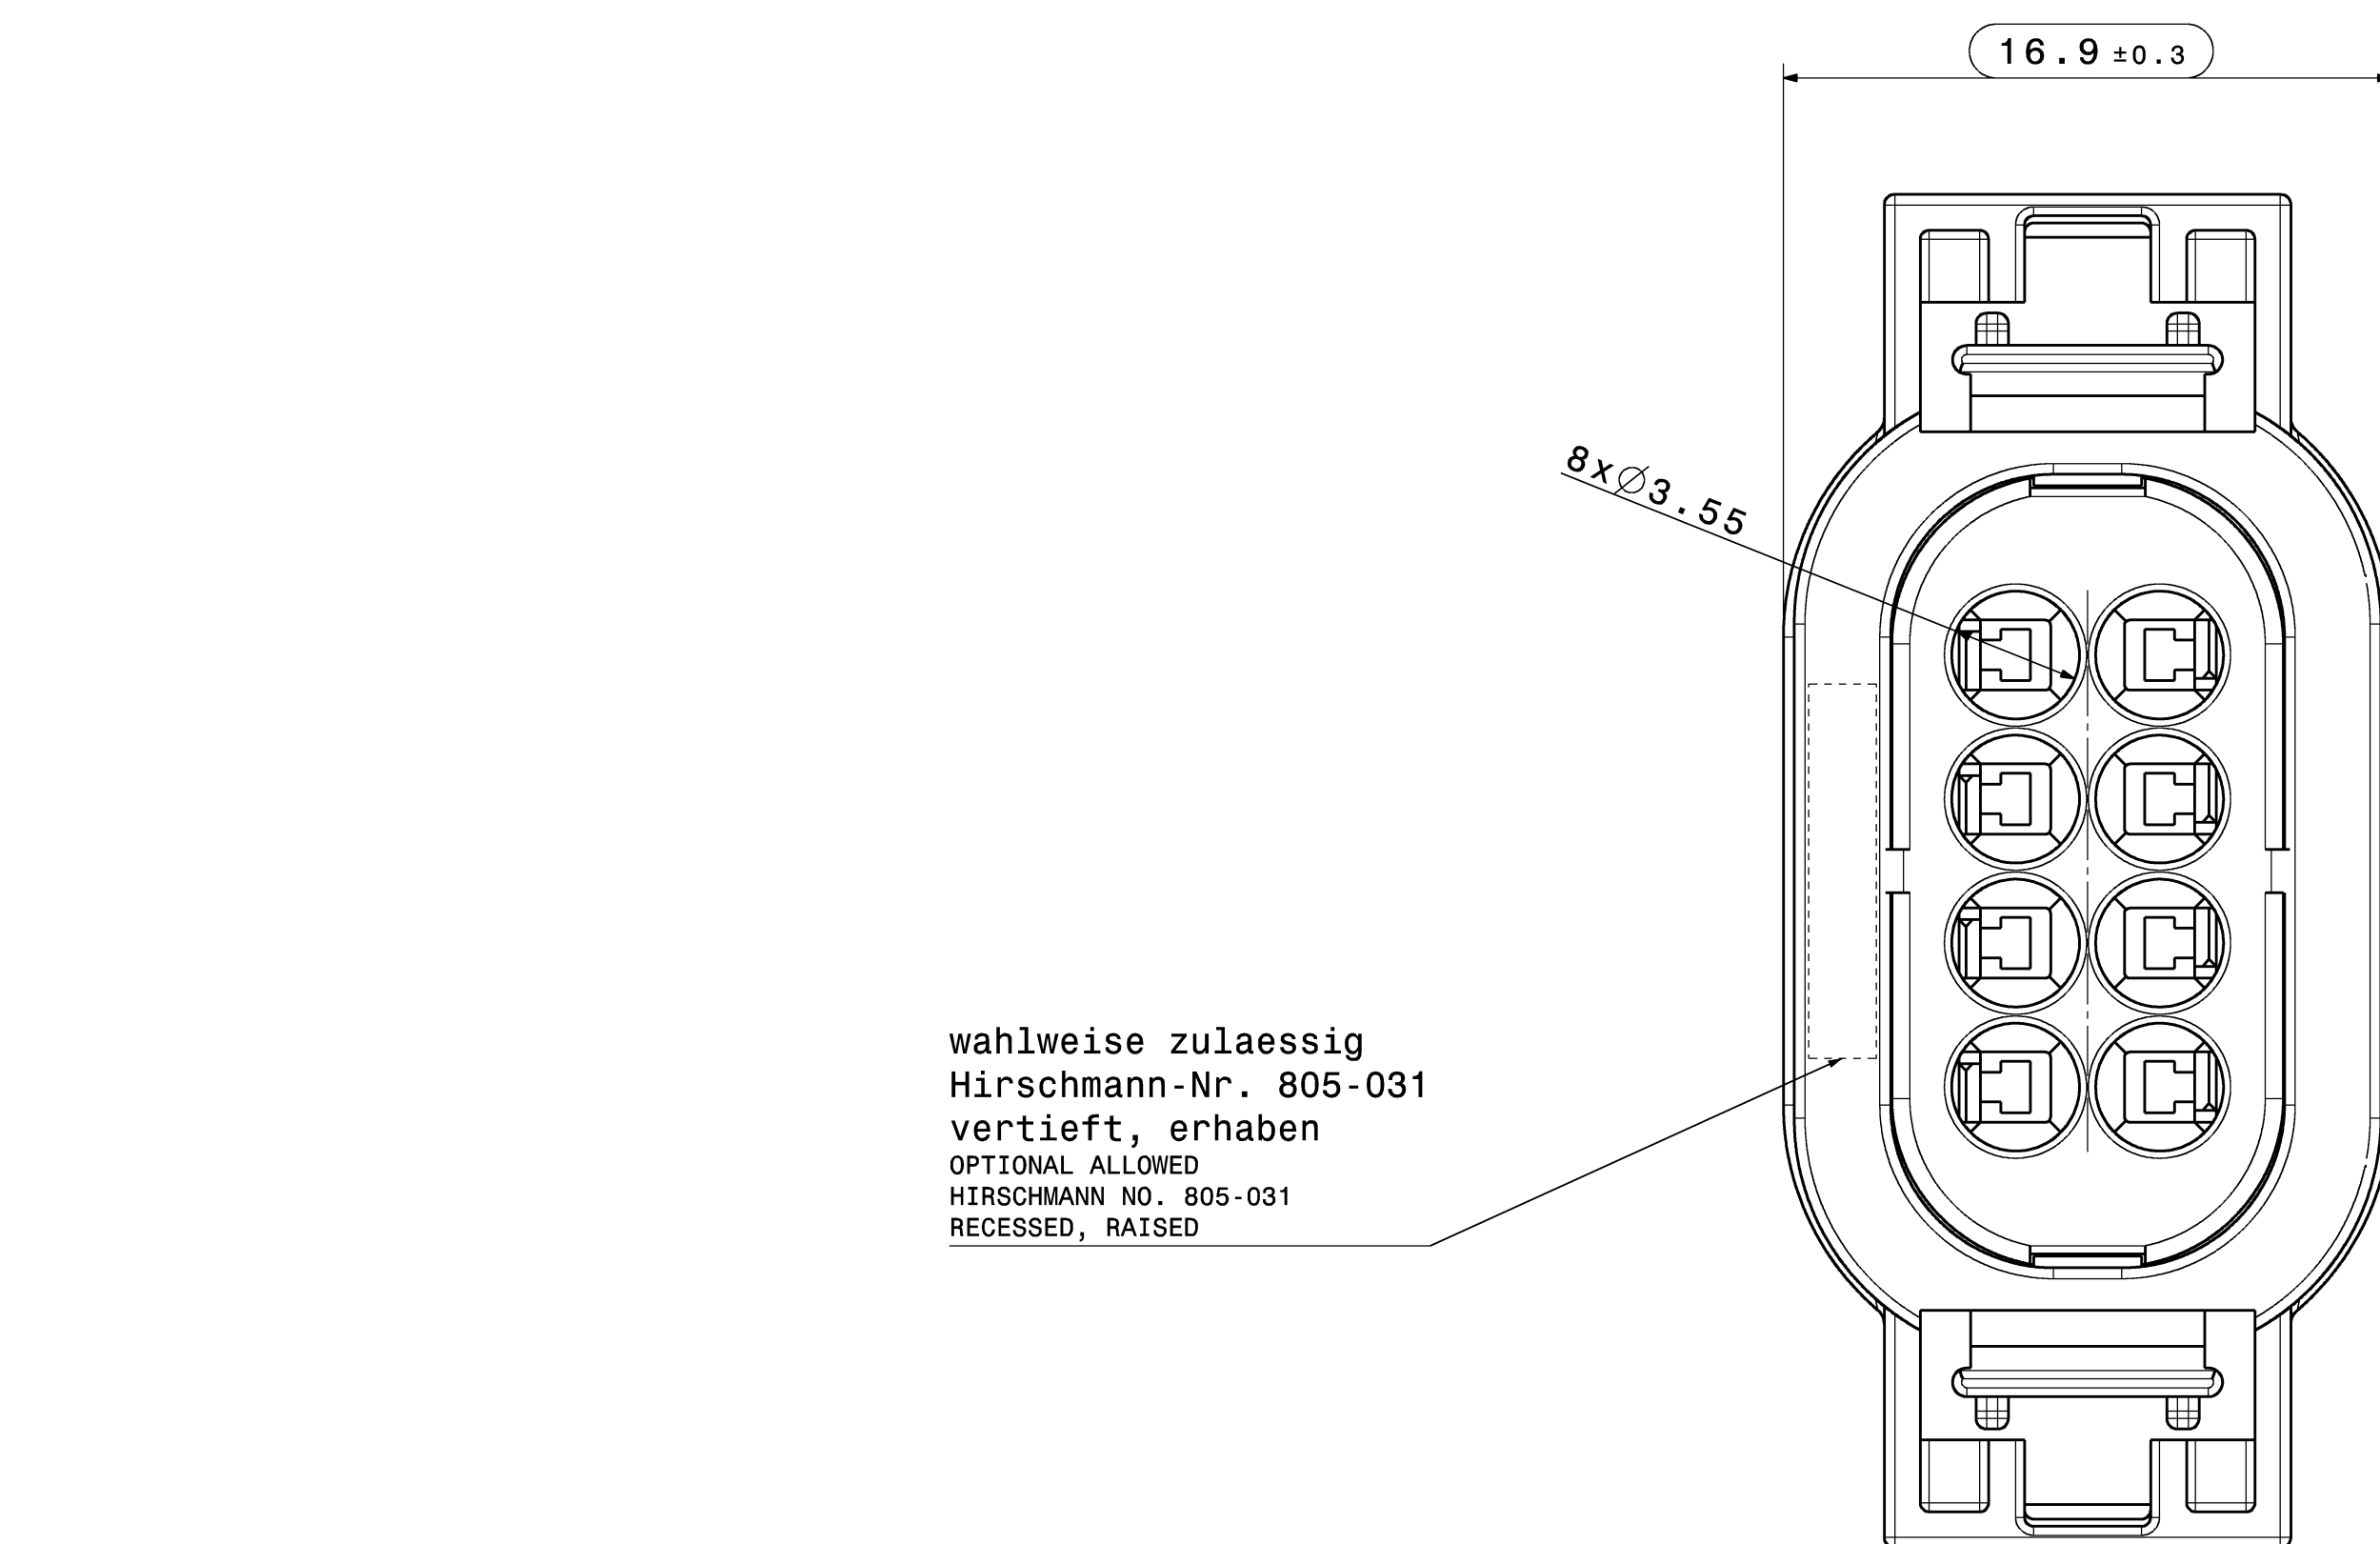 16.9 ±0.3
8x∅3.55
wahlweise zulaessig
Hirschmann-Nr. 805-031
vertieft, erhaben
OPTIONAL ALLOWED
HIRSCHMANN NO. 805-031
RECESSED, RAISED